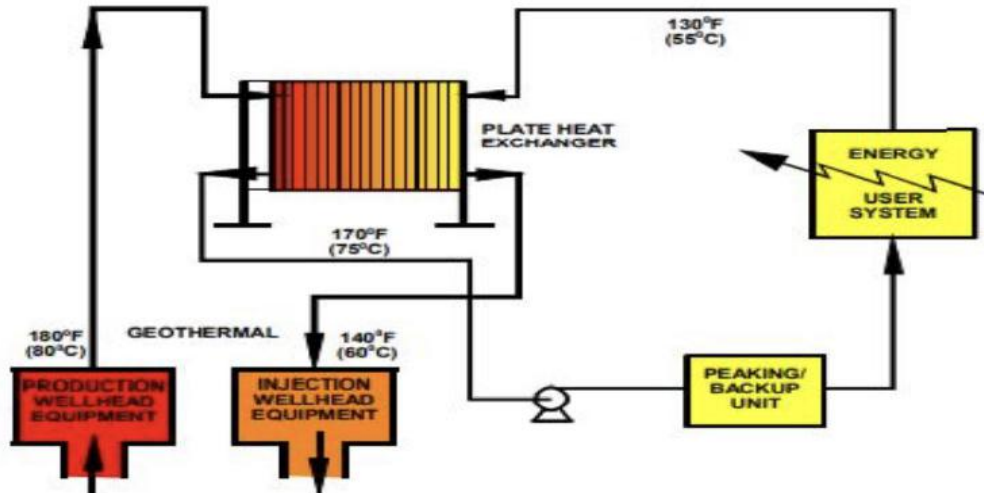 130°F
(55°C)
PLATE HEAT
EXCHANGER
ENERGY
USER
SYSTEM
170°F
(75°C)
180°F
(80°C)
GEOTHERMAL
140°F
(60°C)
PRODUCTION
WELLHEAD
EQUIPMENT
INJECTION
WELLHEAD
EQUIPMENT
PEAKING/
BACKUP
UNIT